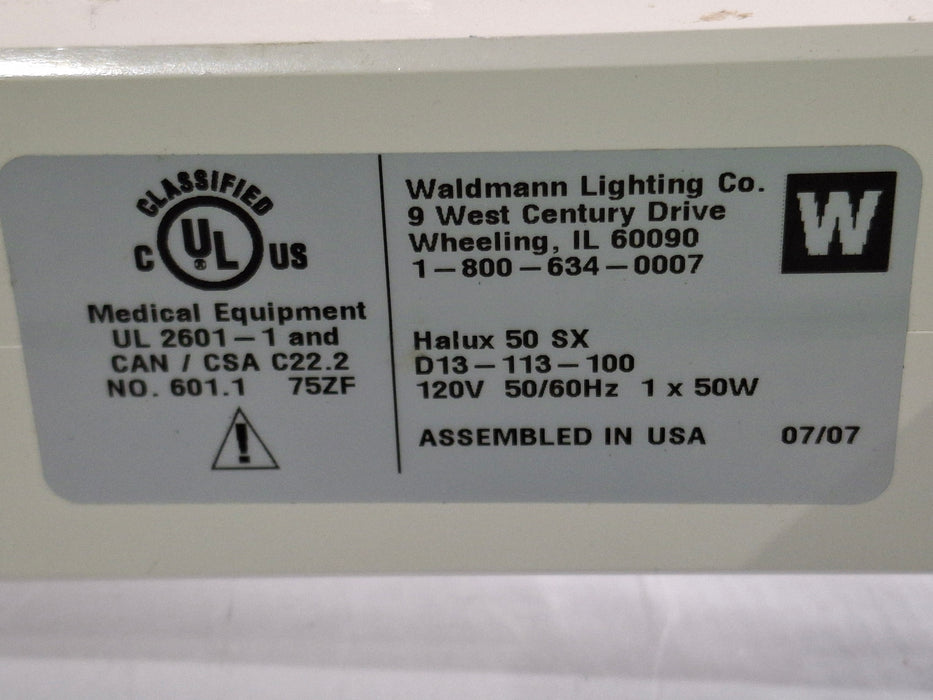 CLASSIFIED
C UL US
®
Medical Equipment
UL 2601-1 and
CAN / CSA C22.2
NO. 601.1 75ZF
!
Waldmann Lighting Co.
9 West Century Drive
Wheeling, IL 60090
1-800-634-0007
W
Halux 50 SX
D13-113-100
120V 50/60Hz 1 x 50W
ASSEMBLED IN USA 07/07